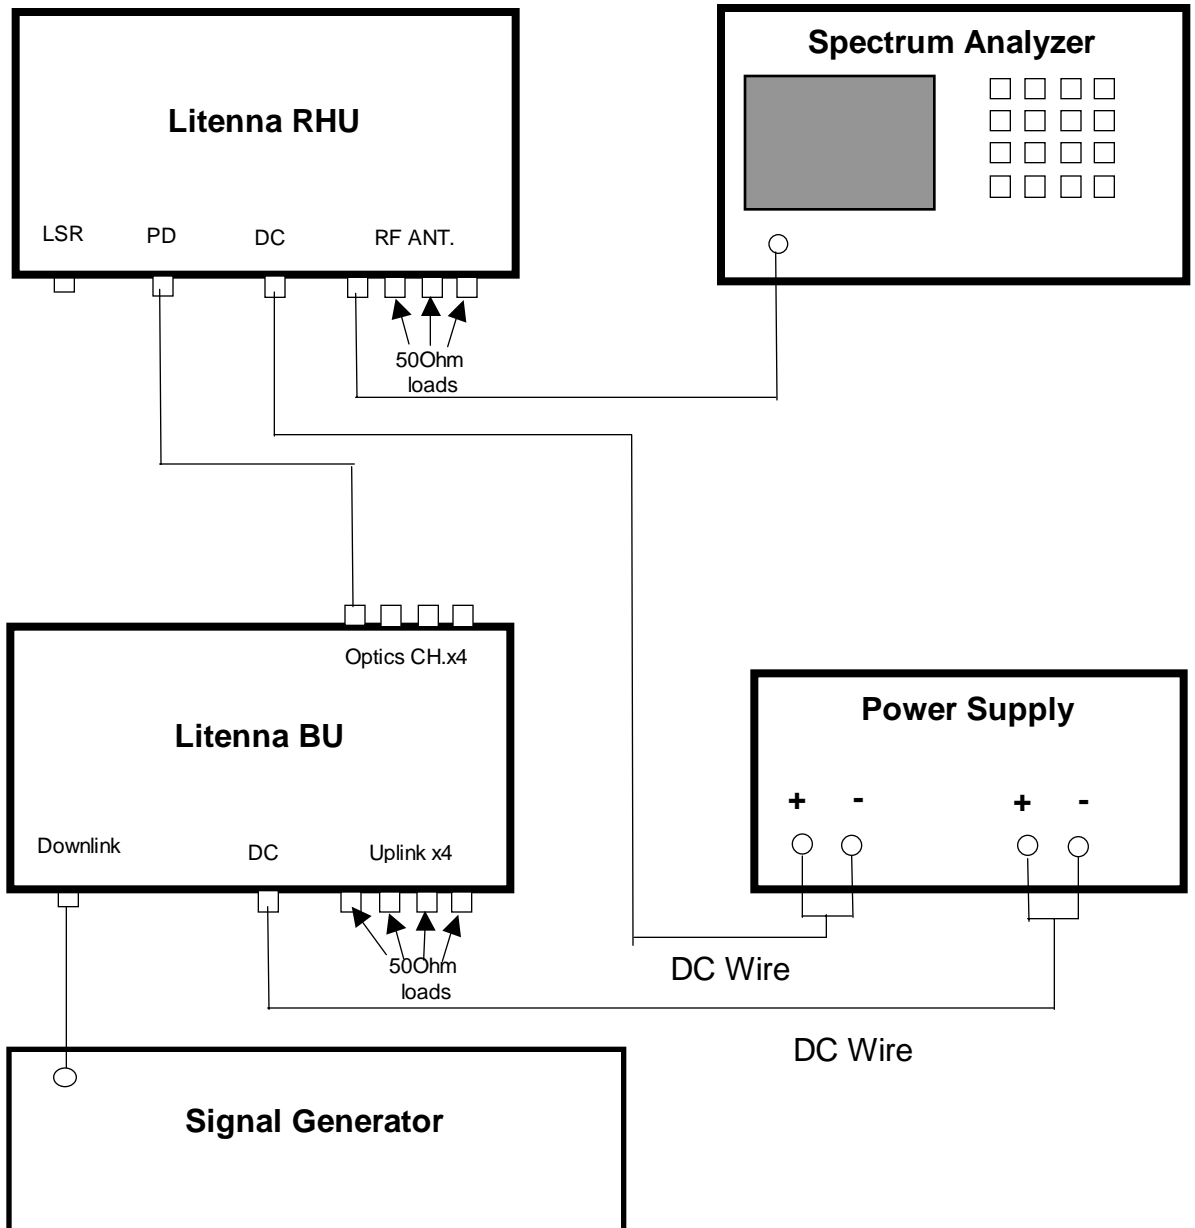 Spectrum Analyzer
Litenna RHU
LSR PD DC RF ANT.
50Ohm
loads
Optics CH.x4
Litenna BU
Power Supply
+ - + -
Downlink DC Uplink x4
50Ohm
loads
DC Wire
DC Wire
Signal Generator